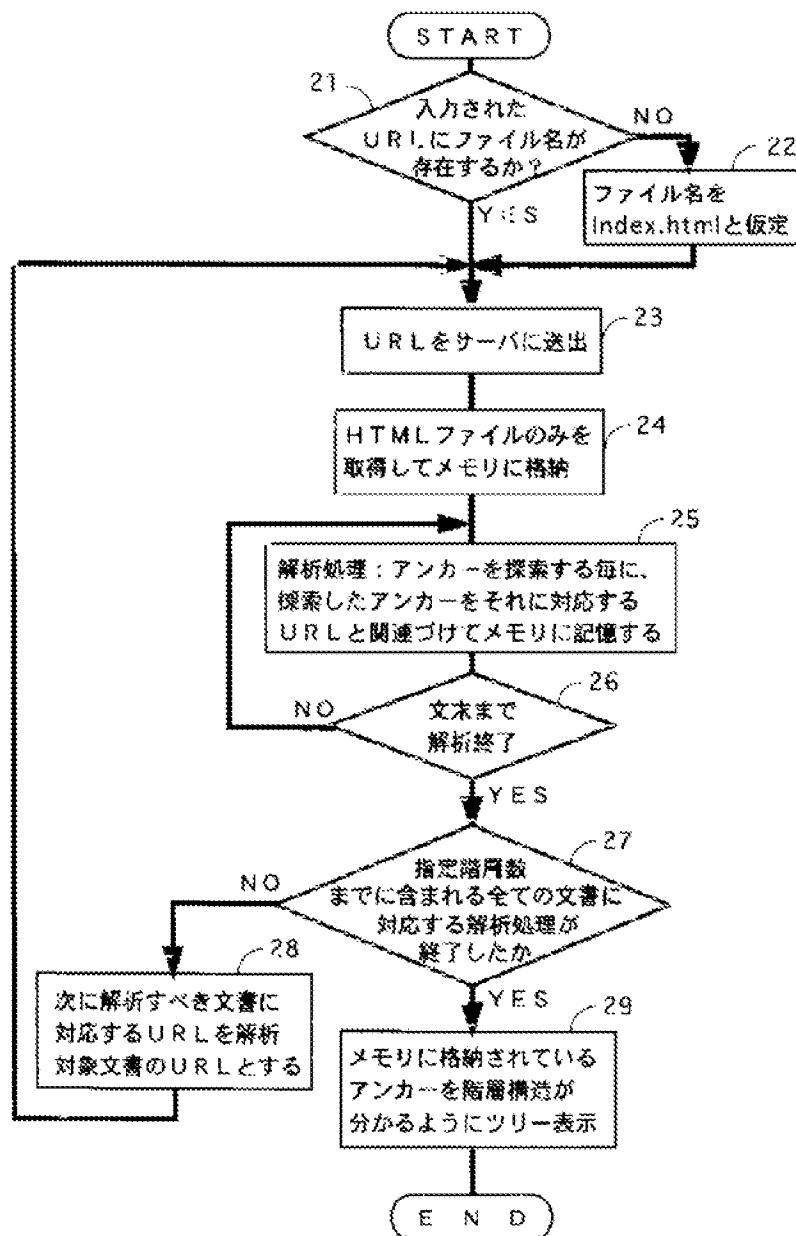 START
21
入力された
URLにファイル名が
存在するか？
NO
22
ファイル名を
index.htmlと仮定
YES
23
URLをサーバに送出
24
HTMLファイルのみを
取得してメモリに格納
25
解析処理：アンカーを探索する毎に、
探索したアンカーをそれに対応する
URLと関連づけてメモリに記憶する
26
NO
文末まで
解析終了
YES
27
指定階層数
までに含まれる全ての文書に
対応する解析処理が
終了したか
NO
28
次に解析すべき文書に
対応するURLを解析
対象文書のURLとする
YES
29
メモリに格納されている
アンカーを階層構造が
分かるようにツリー表示
END